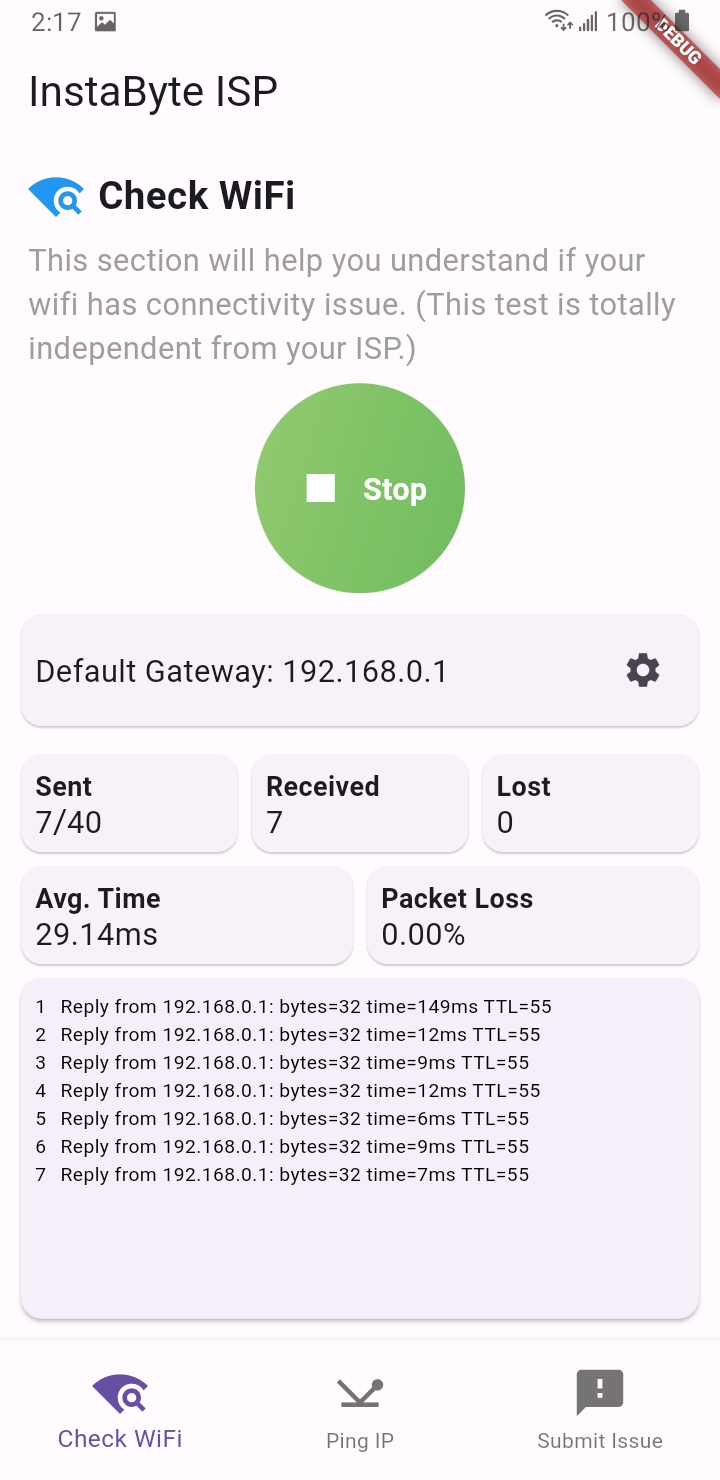 2:17
100%
DEBUG
InstaByte ISP
Check WiFi
This section will help you understand if your
wifi has connectivity issue. (This test is totally
independent from your ISP.)
Stop
Default Gateway: 192.168.0.1
Sent
7/40
Received
7
Lost
0
Avg. Time
29.14ms
Packet Loss
0.00%
1 Reply from 192.168.0.1: bytes=32 time=149ms TTL=55
2 Reply from 192.168.0.1: bytes=32 time=12ms TTL=55
3 Reply from 192.168.0.1: bytes=32 time=9ms TTL=55
4 Reply from 192.168.0.1: bytes=32 time=12ms TTL=55
5 Reply from 192.168.0.1: bytes=32 time=6ms TTL=55
6 Reply from 192.168.0.1: bytes=32 time=9ms TTL=55
7 Reply from 192.168.0.1: bytes=32 time=7ms TTL=55
Check WiFi
Ping IP
Submit Issue